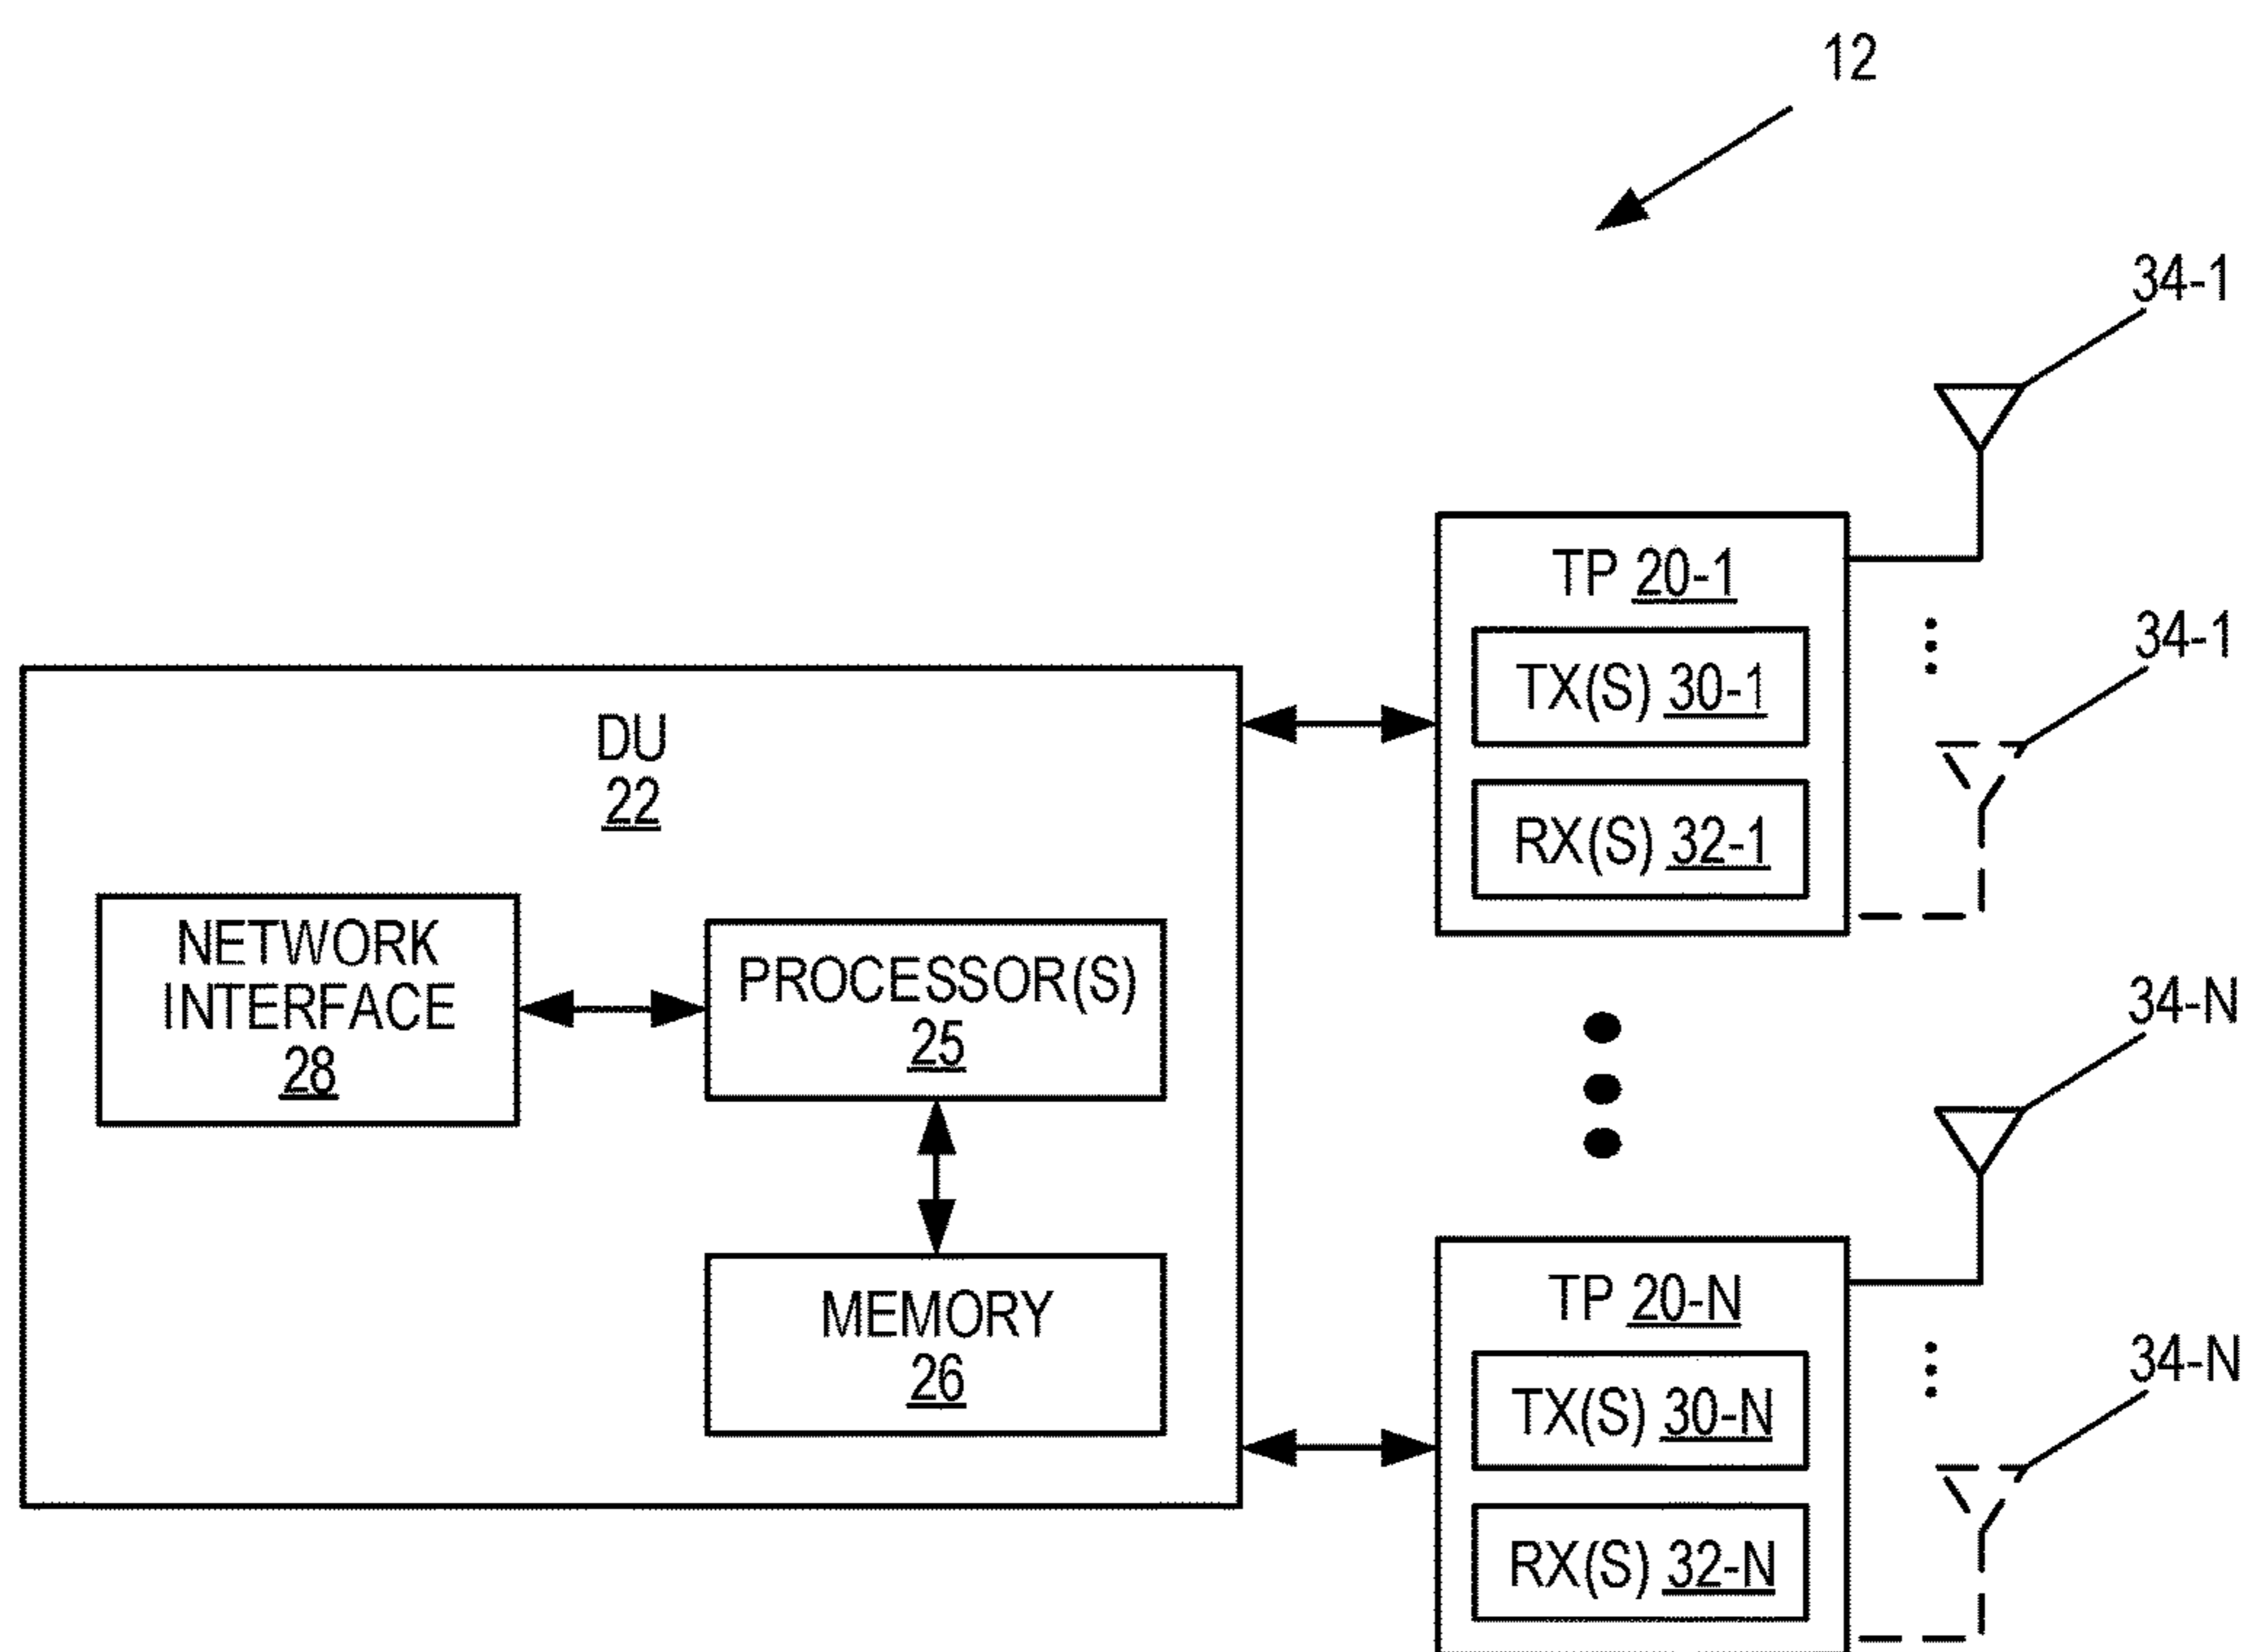 12
34-1
TP 20-1
34-1
TX(S) 30-1
DU
22
RX(S) 32-1
NETWORK
INTERFACE
28
PROCESSOR(S)
25
34-N
MEMORY
26
TP 20-N
34-N
TX(S) 30-N
RX(S) 32-N